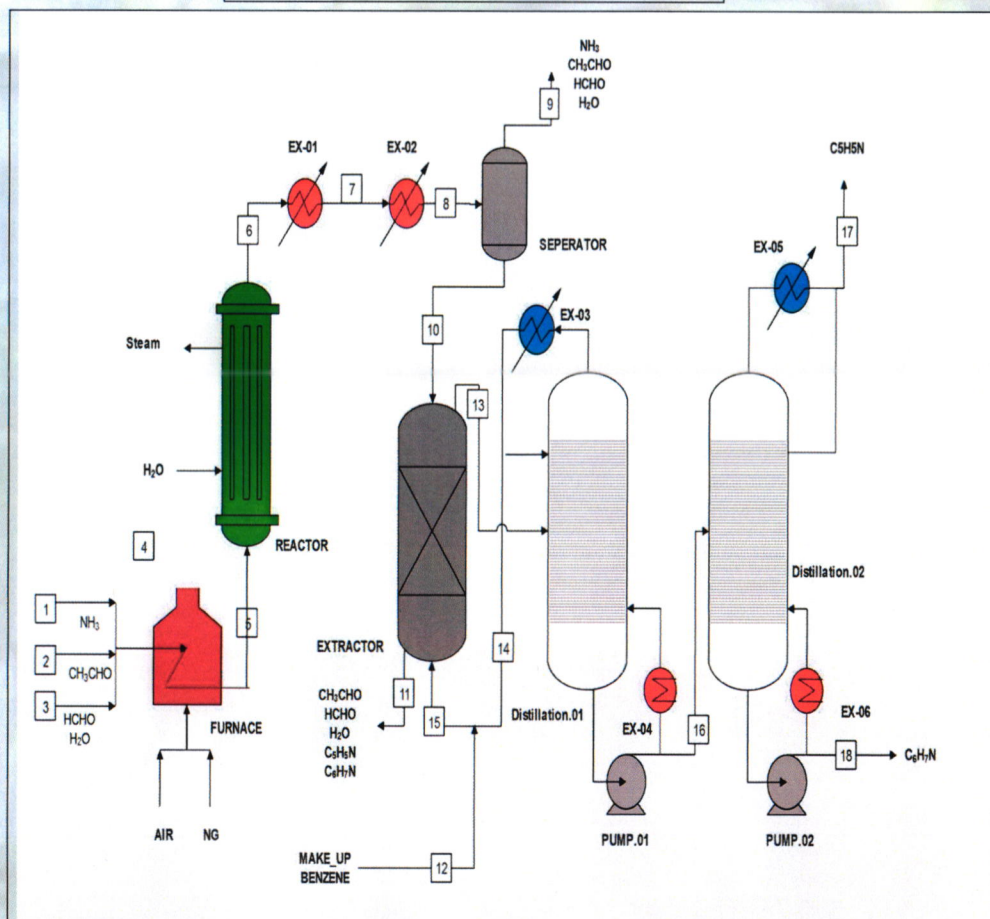 NH₃
CH₃CHO
HCHO
H₂O
9
EX-01
EX-02
7
8
6
SEPERATOR
C5H5N
17
EX-05
10
EX-03
Steam
13
H₂O
REACTOR
4
5
1
NH₃
2
CH₃CHO
3
HCHO
H₂O
FURNACE
AIR
NG
EXTRACTOR
11
CH₃CHO
HCHO
H₂O
C₅H₅N
C₆H₇N
15
14
12
MAKE_UP
BENZENE
Distillation.01
EX-04
16
PUMP.01
Distillation.02
EX-06
18
C₆H₇N
PUMP.02